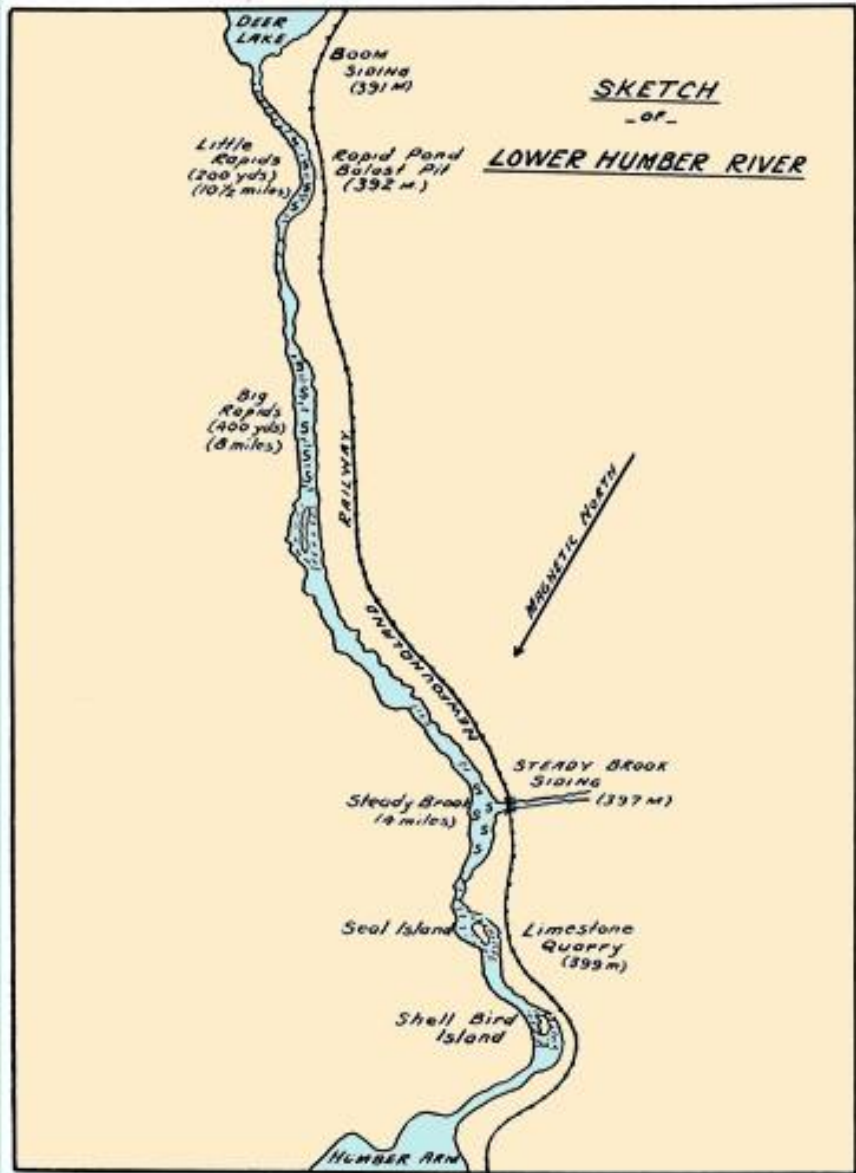 DEER
LAKE
BOOM
SIDING
(391 M)
SKETCH
- OF -
LOWER HUMBER RIVER
Little
Rapids
(200 yds)
(10½ miles)
Rapid Pond
Balast Pit
(392 m.)
Big
Rapids
(400 yds)
(8 miles)
RAILWAY
MAGNETIC NORTH
NEWFOUNDLAND
STEADY BROOK
SIDING
(397 M)
Steady Brook
(4 miles)
Seal Island
Limestone
Quarry
(399 m)
Shell Bird
Island
HUMBER ARM